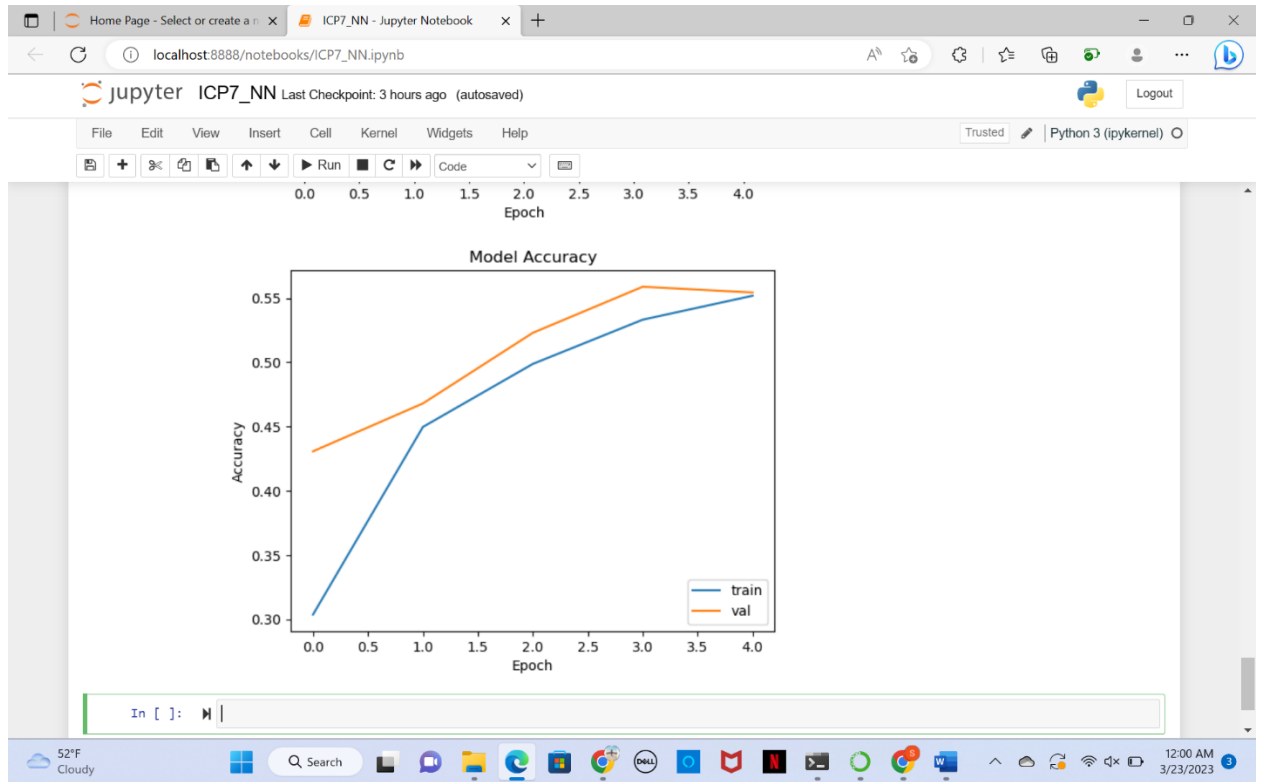 Home Page - Select or create a n
ICP7_NN - Jupyter Notebook
localhost:8888/notebooks/ICP7_NN.ipynb
jupyter ICP7_NN Last Checkpoint: 3 hours ago (autosaved)
Logout
File Edit View Insert Cell Kernel Widgets Help
Trusted Python 3 (ipykernel)
Run Code
0.0 0.5 1.0 1.5 2.0 2.5 3.0 3.5 4.0
Epoch
Model Accuracy
0.55
0.50
0.45
0.40
0.35
0.30
Accuracy
train
val
0.0 0.5 1.0 1.5 2.0 2.5 3.0 3.5 4.0
Epoch
In [ ]:
52°F
Cloudy
Search
DELL
N
W
S
12:00 AM
3/23/2023
3